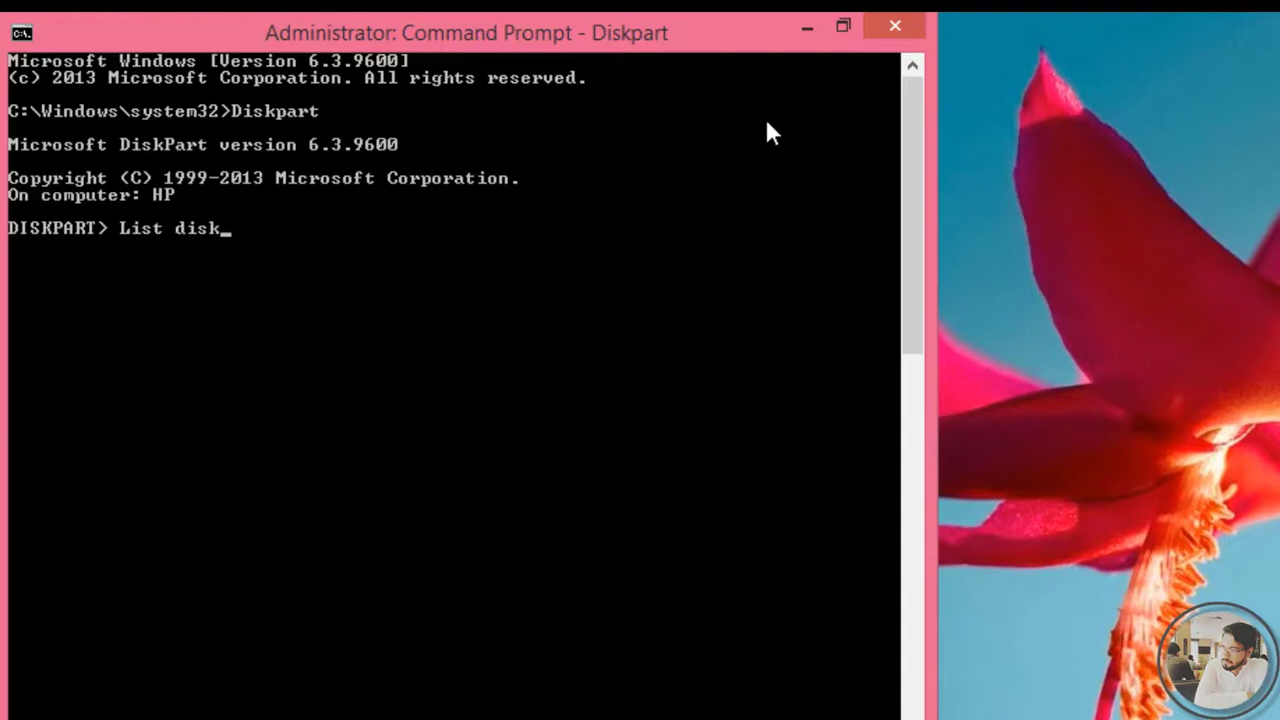 Administrator: Command Prompt - Diskpart
Microsoft Windows [Version 6.3.9600]
(c) 2013 Microsoft Corporation. All rights reserved.
C:\Windows\system32>Diskpart
Microsoft DiskPart version 6.3.9600
Copyright (C) 1999-2013 Microsoft Corporation.
On computer: HP
DISKPART> List disk_